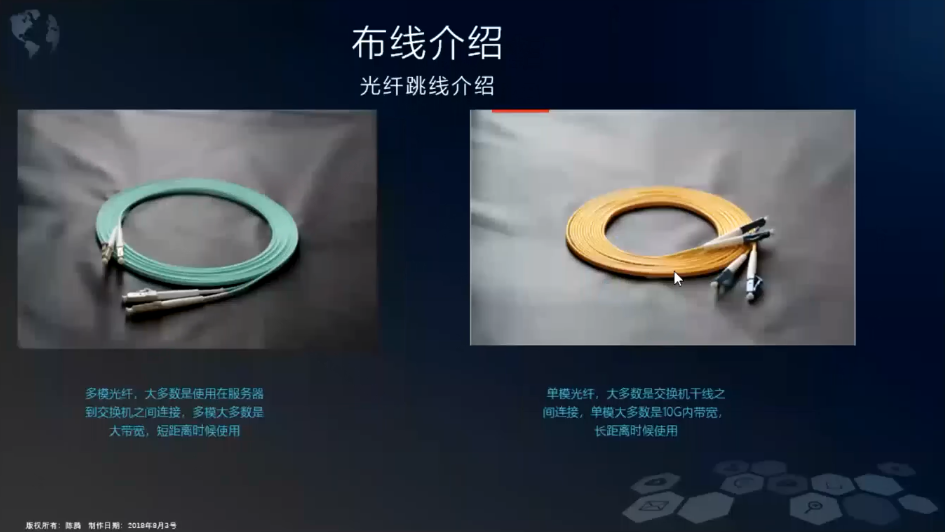 布线介绍
光纤跳线介绍
多模光纤，大多数是使用在服务器
到交换机之间连接，多模大多数是
大带宽，短距离时候使用
单模光纤，大多数是交换机干线之
间连接，单模大多数是10G内带宽，
长距离时候使用
版权所有：陈腾 制作日期：2018年9月3号